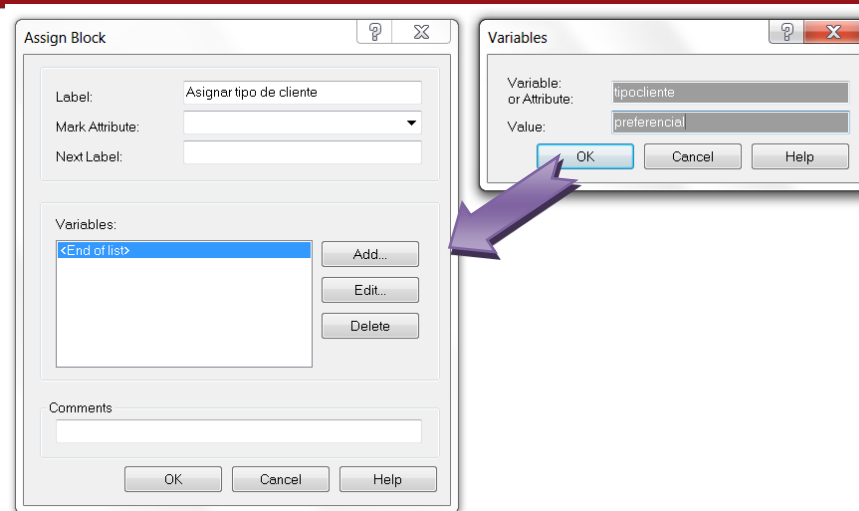 Assign Block
Label: Asignar tipo de cliente
Mark Attribute:
Next Label:
Variables:
<End of list>
Add...
Edit...
Delete
Comments
OK Cancel Help
Variables
Variable:
or Attribute: tipocliente
Value: preferencial
OK Cancel Help